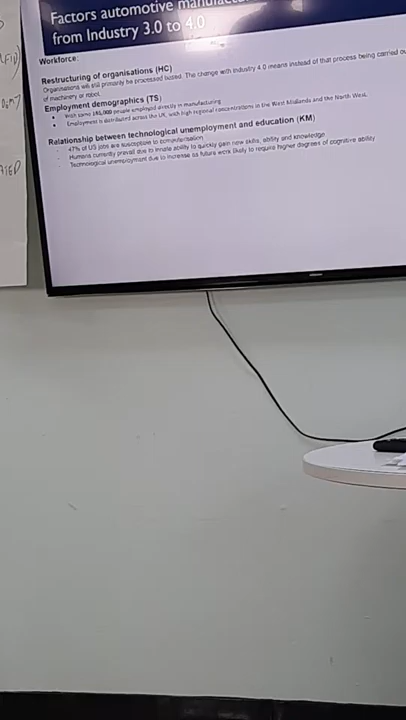 Factors automotive
from Industry 3.0 to 4.0
Workforce:
Restructuring of organisations (HC)
Organisations will still primarily be processed based. The change with Industry 4.0 means instead of that process being carried
of machinery or robot.
Employment demographics (TS)
With some 161,000 people employed directly in manufacturing
Employment is distributed across the UK, with high regional concentrations in the West Midlands and the North West.
Relationship between technological unemployment and education (KM)
47% of US jobs are susceptible to computerisation
Humans currently prevail due to innate ability to quickly gain new skills, ability and knowledge
Technological unemployment due to increase as future work likely to require higher degrees of cognitive ability